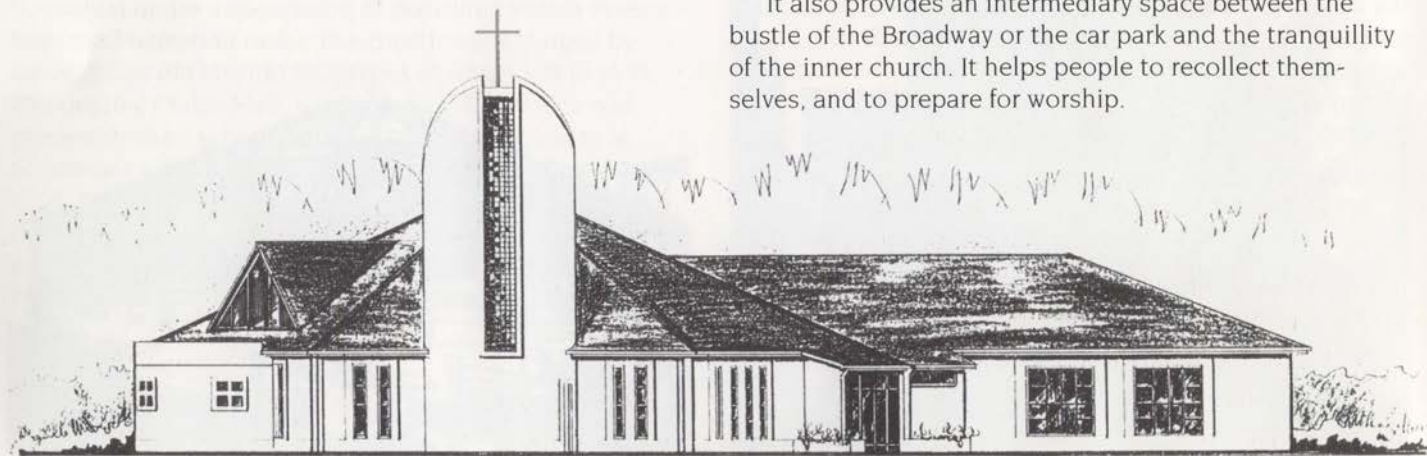 It also provides an intermediary space between the
bustle of the Broadway or the car park and the tranquillity
of the inner church. It helps people to recollect them-
selves, and to prepare for worship.